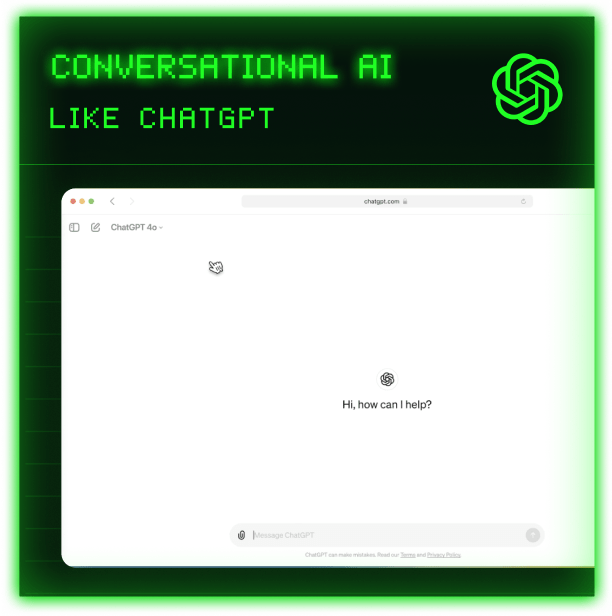 CONVERSATIONAL AI
LIKE CHATGPT
chatgpt.com
ChatGPT 4o
Hi, how can I help?
Message ChatGPT
ChatGPT can make mistakes. Read our Terms and Privacy Policy.